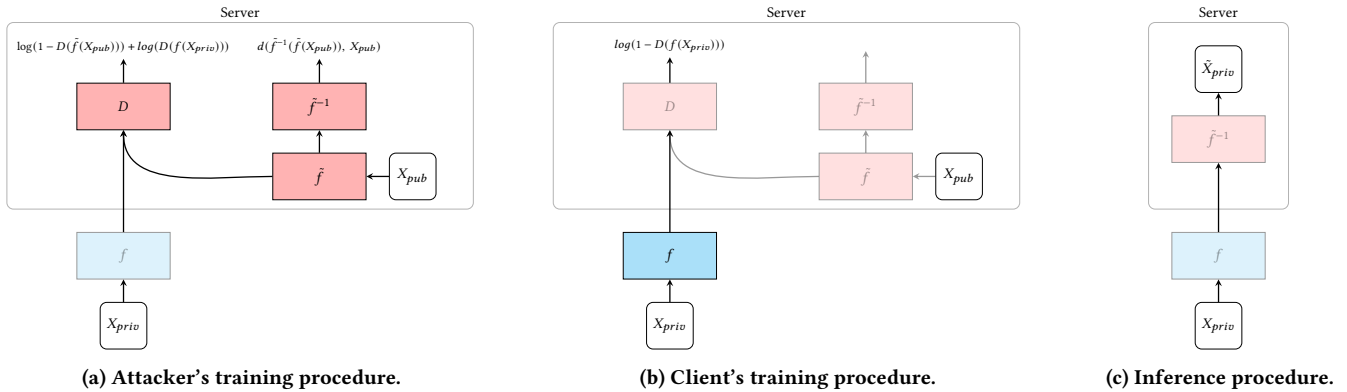 Server
log(1 − D(f̃(X_pub))) + log(D(f(X_priv)))
d(f̃⁻¹(f̃(X_pub)), X_pub)
D
f̃⁻¹
f̃
X_pub
f
X_priv
(a) Attacker's training procedure.
Server
log(1 − D(f(X_priv)))
D
f̃⁻¹
f̃
X_pub
f
X_priv
(b) Client's training procedure.
Server
X̃_priv
f̃⁻¹
f
X_priv
(c) Inference procedure.